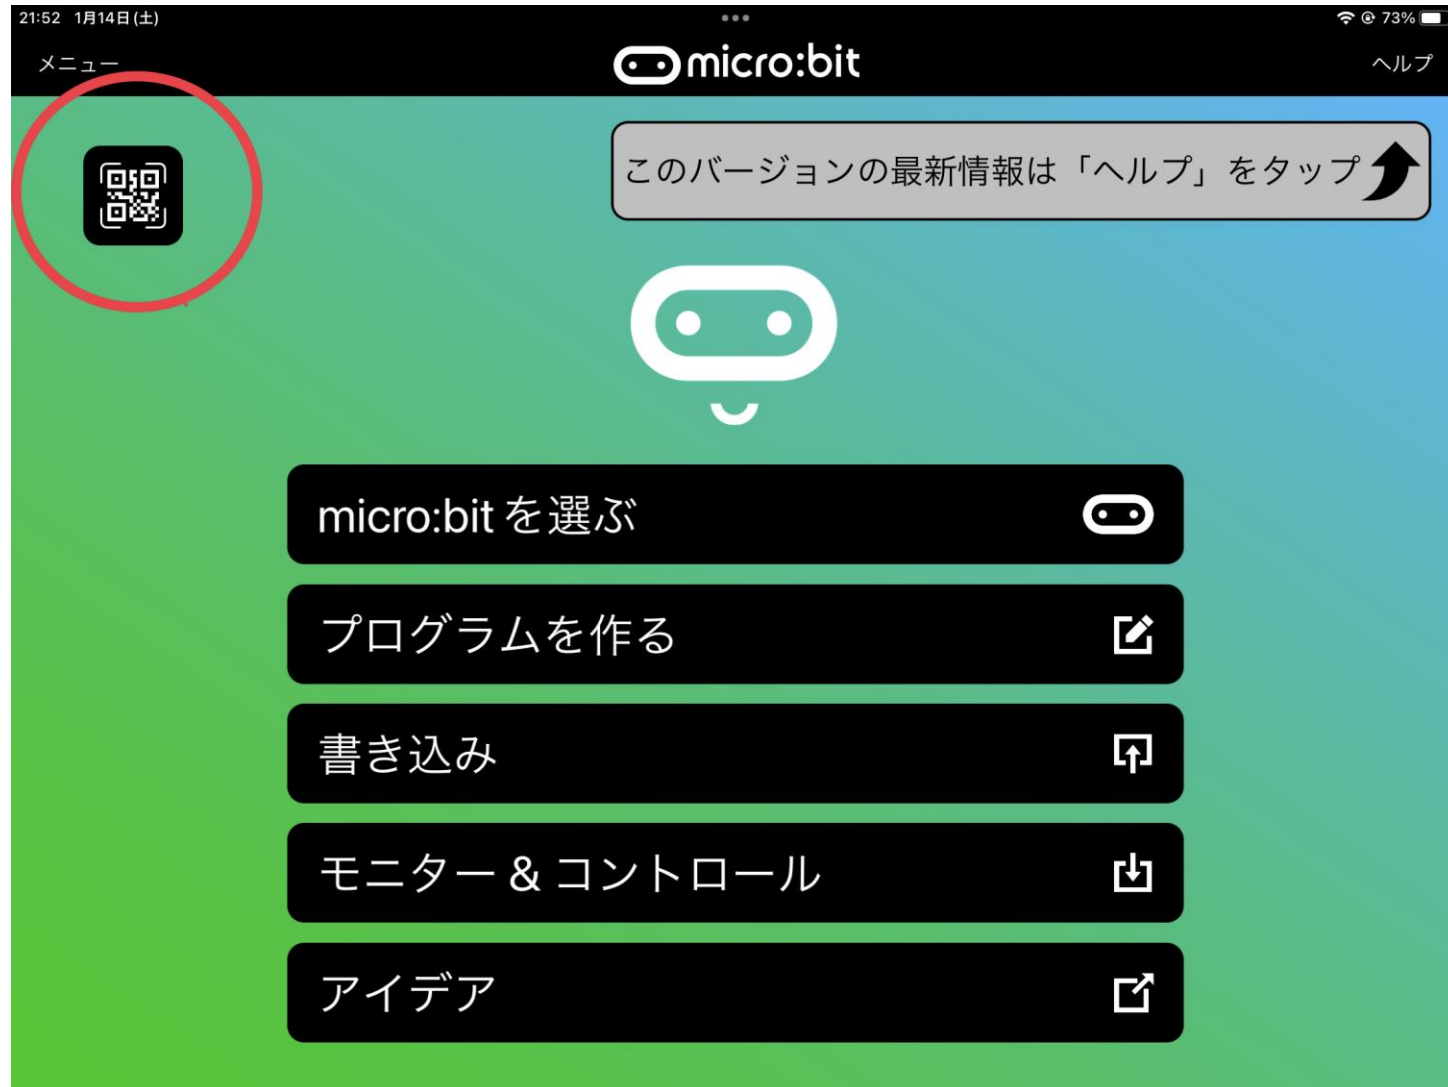 21:52 1月14日(土)
73%
メニュー
micro:bit
ヘルプ
このバージョンの最新情報は「ヘルプ」をタップ
micro:bitを選ぶ
プログラムを作る
書き込み
モニター & コントロール
アイデア